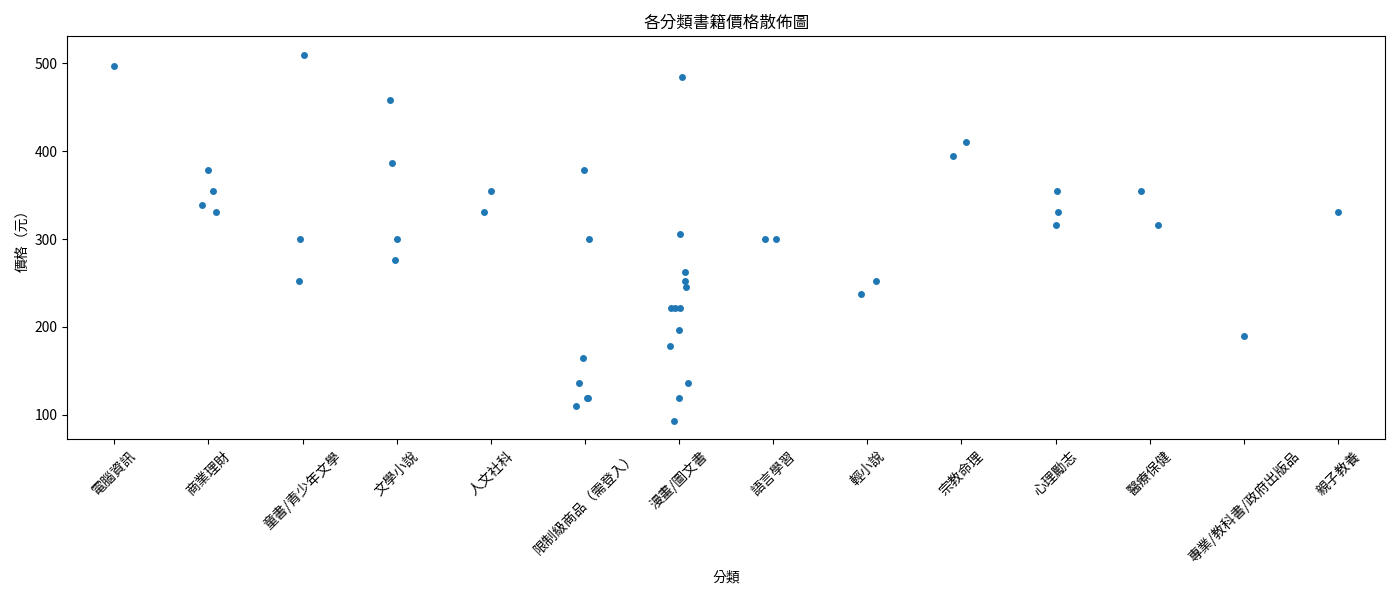 各分類書籍價格散佈圖
500
400
300
200
100
價格（元）
電腦資訊
商業理財
童書/青少年文學
文學小說
人文社科
限制級商品（需登入）
漫畫/圖文書
語言學習
輕小說
宗教命理
心理勵志
醫療保健
專業/教科書/政府出版品
親子教養
分類